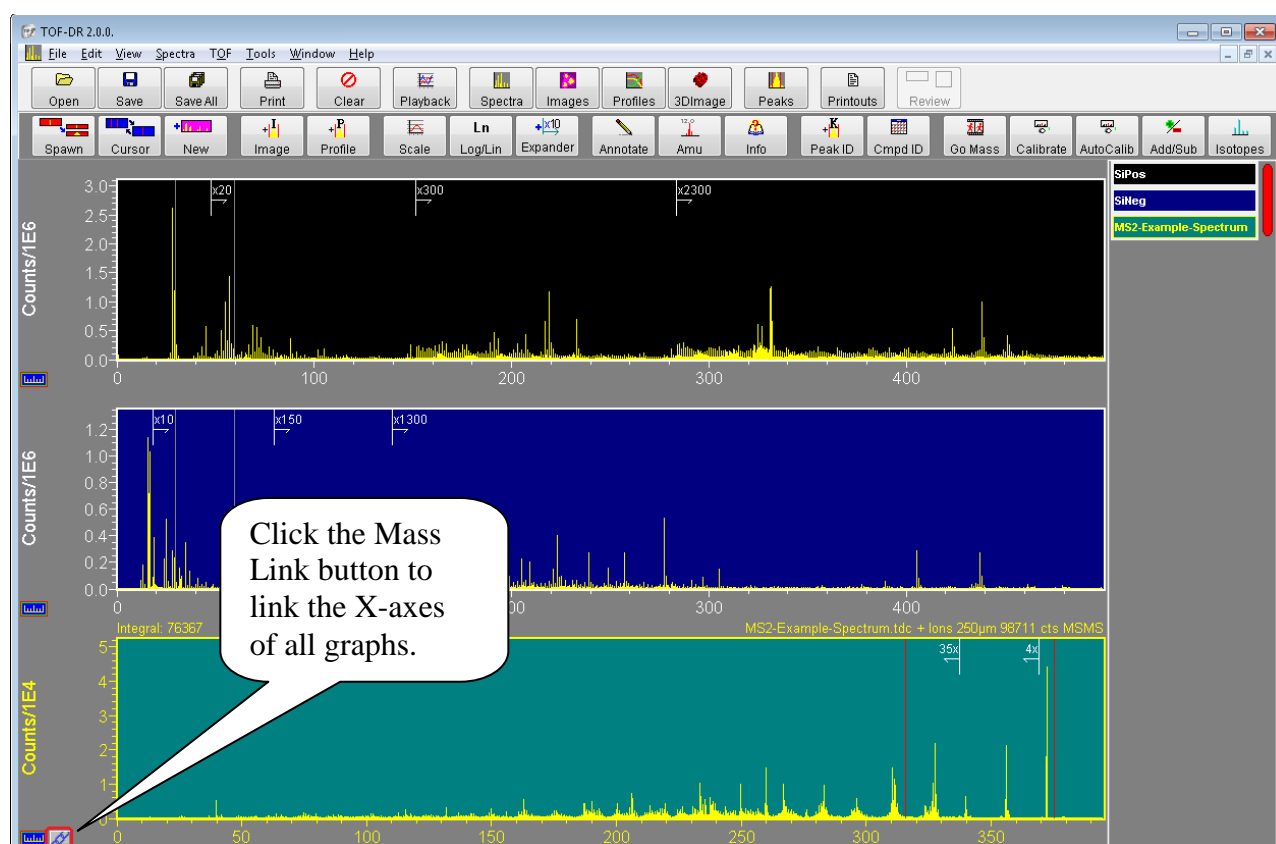 TOF-DR 2.0.0.
File Edit View Spectra TOF Tools Window Help
Open Save Save All Print Clear Playback Spectra Images Profiles 3DImage Peaks Printouts Review
Spawn Cursor New Image Profile Scale Log/Lin Expander Annotate Amu Info Peak ID Cmpd ID Go Mass Calibrate AutoCalib Add/Sub Isotopes
SiPos
SiNeg
MS2-Example-Spectrum
Counts/1E6
3.0
2.5
2.0
1.5
1.0
0.5
0.0
x20 x300 x2300
0 100 200 300 400
Counts/1E6
1.2
1.0
0.8
0.6
0.4
0.2
0.0
x10 x150 x1300
0 00 300 400
Click the Mass
Link button to
link the X-axes
of all graphs.
Integral: 76367 MS2-Example-Spectrum.tdc + Ions 250µm 98711 cts MSMS
Counts/1E4
5
4
3
2
1
0
35x 4x
0 50 100 150 200 250 300 350